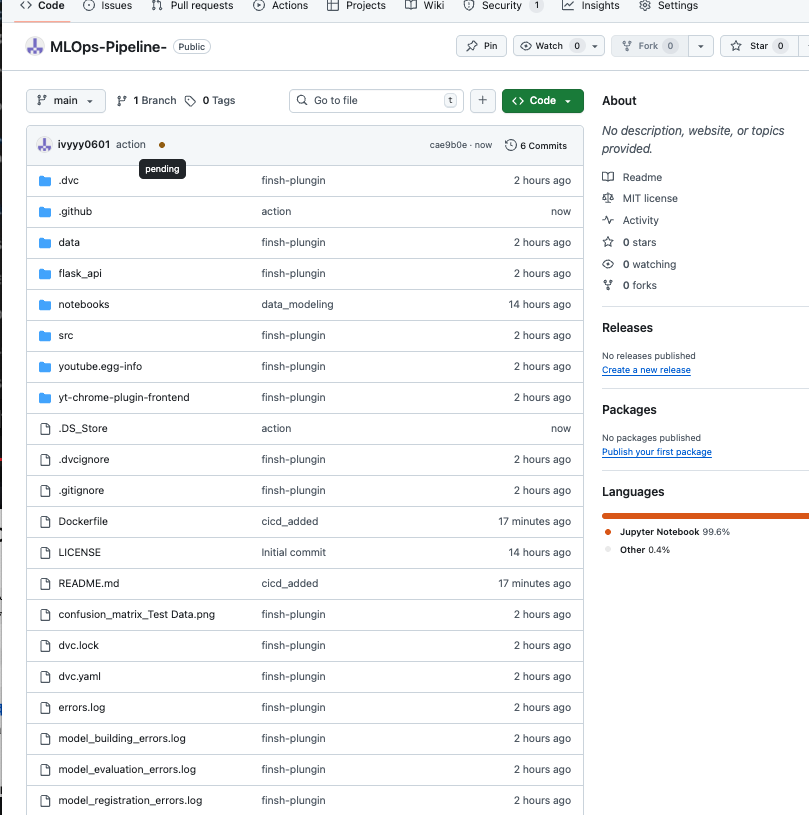 Code Issues Pull requests Actions Projects Wiki Security 1 Insights Settings
MLOps-Pipeline- Public Pin Watch 0 Fork 0 Star 0
main 1 Branch 0 Tags Go to file t + Code
ivyyy0601 action cae9b0e · now 6 Commits
pending
.dvc finsh-plungin 2 hours ago
.github action now
data finsh-plungin 2 hours ago
flask_api finsh-plungin 2 hours ago
notebooks data_modeling 14 hours ago
src finsh-plungin 2 hours ago
youtube.egg-info finsh-plungin 2 hours ago
yt-chrome-plugin-frontend finsh-plungin 2 hours ago
.DS_Store action now
.dvcignore finsh-plungin 2 hours ago
.gitignore finsh-plungin 2 hours ago
Dockerfile cicd_added 17 minutes ago
LICENSE Initial commit 14 hours ago
README.md cicd_added 17 minutes ago
confusion_matrix_Test Data.png finsh-plungin 2 hours ago
dvc.lock finsh-plungin 2 hours ago
dvc.yaml finsh-plungin 2 hours ago
errors.log finsh-plungin 2 hours ago
model_building_errors.log finsh-plungin 2 hours ago
model_evaluation_errors.log finsh-plungin 2 hours ago
model_registration_errors.log finsh-plungin 2 hours ago
About
No description, website, or topics
provided.
Readme
MIT license
Activity
0 stars
0 watching
0 forks
Releases
No releases published
Create a new release
Packages
No packages published
Publish your first package
Languages
Jupyter Notebook 99.6%
Other 0.4%